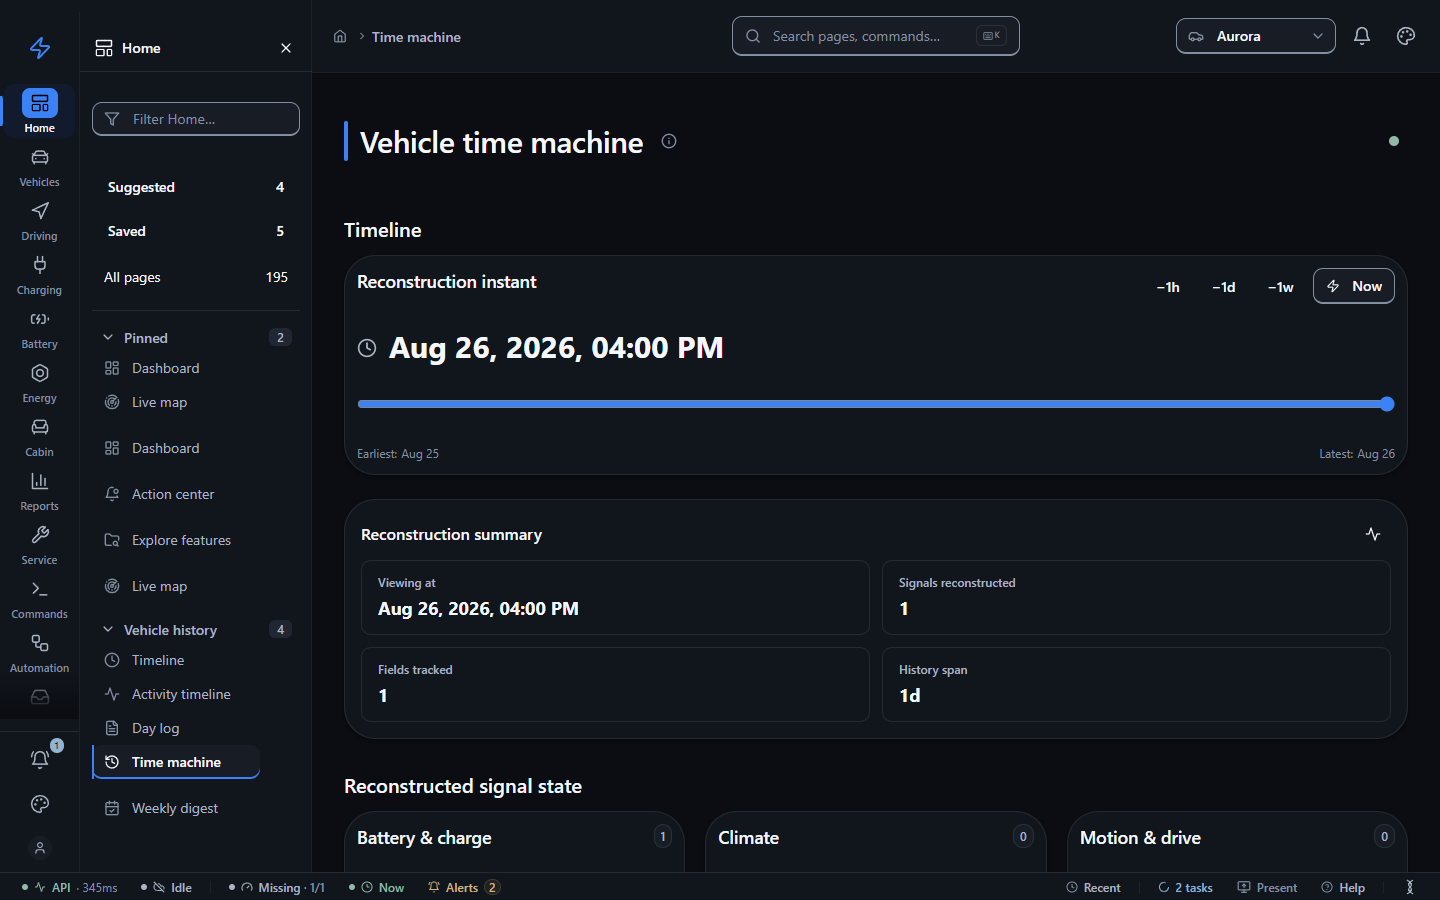 Home
Vehicles
Driving
Charging
Battery
Energy
Cabin
Reports
Service
Commands
Automation
1
Home
Filter Home...
Suggested 4
Saved 5
All pages 195
Pinned 2
Dashboard
Live map
Dashboard
Action center
Explore features
Live map
Vehicle history 4
Timeline
Activity timeline
Day log
Time machine
Weekly digest
Time machine
Search pages, commands... K
Aurora
Vehicle time machine
Timeline
Reconstruction instant
−1h −1d −1w Now
Aug 26, 2026, 04:00 PM
Earliest: Aug 25 Latest: Aug 26
Reconstruction summary
Viewing at
Aug 26, 2026, 04:00 PM
Signals reconstructed
1
Fields tracked
1
History span
1d
Reconstructed signal state
Battery & charge 1
Climate 0
Motion & drive 0
API · 345ms Idle Missing · 1/1 Now Alerts 2 Recent 2 tasks Present Help